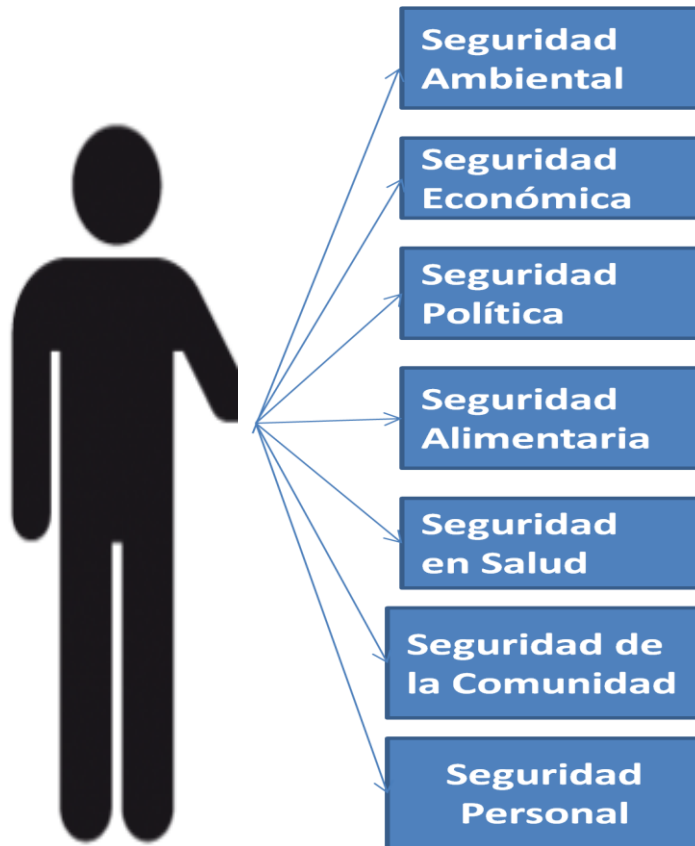 Seguridad
Ambiental
Seguridad
Económica
Seguridad
Política
Seguridad
Alimentaria
Seguridad
en Salud
Seguridad de
la Comunidad
Seguridad
Personal